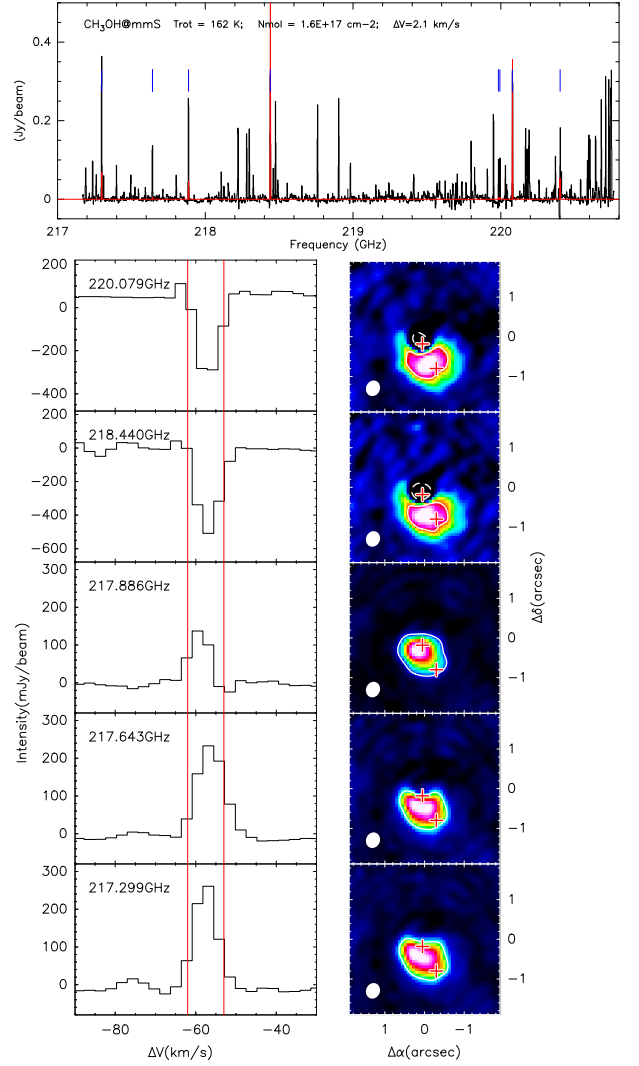 CH3OH@mmS Trot = 162 K; Nmol = 1.6E+17 cm-2; ΔV=2.1 km/s
0.4
0.2
0
(Jy/beam)
217 218 219 220
Frequency (GHz)
220.079GHz
200
0
−200
−400
1
0
−1
218.440GHz
200
0
−200
−400
−600
1
0
−1
217.886GHz
300
200
100
0
1
0
−1
217.643GHz
300
200
100
0
1
0
−1
217.299GHz
300
200
100
0
1
0
−1
Intensity(mJy/beam)
Δδ(arcsec)
−80 −60 −40
ΔV(km/s)
1 0 −1
Δα(arcsec)